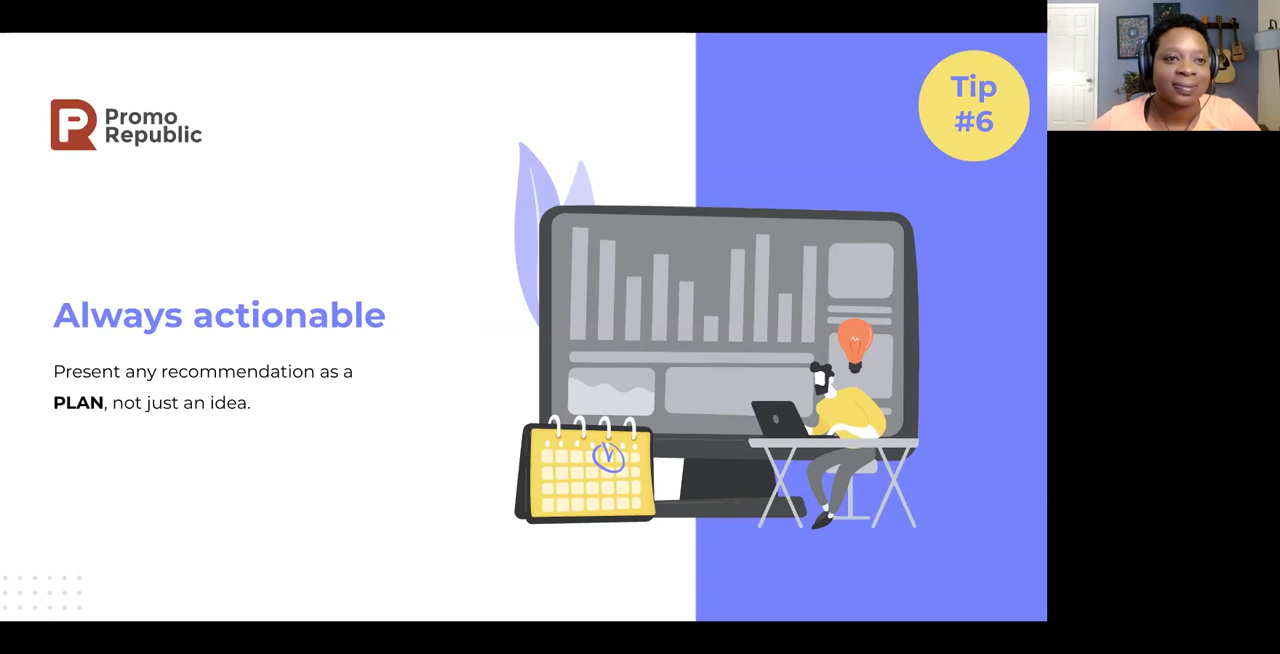 Promo
Republic
Tip
#6
Always actionable
Present any recommendation as a
PLAN, not just an idea.